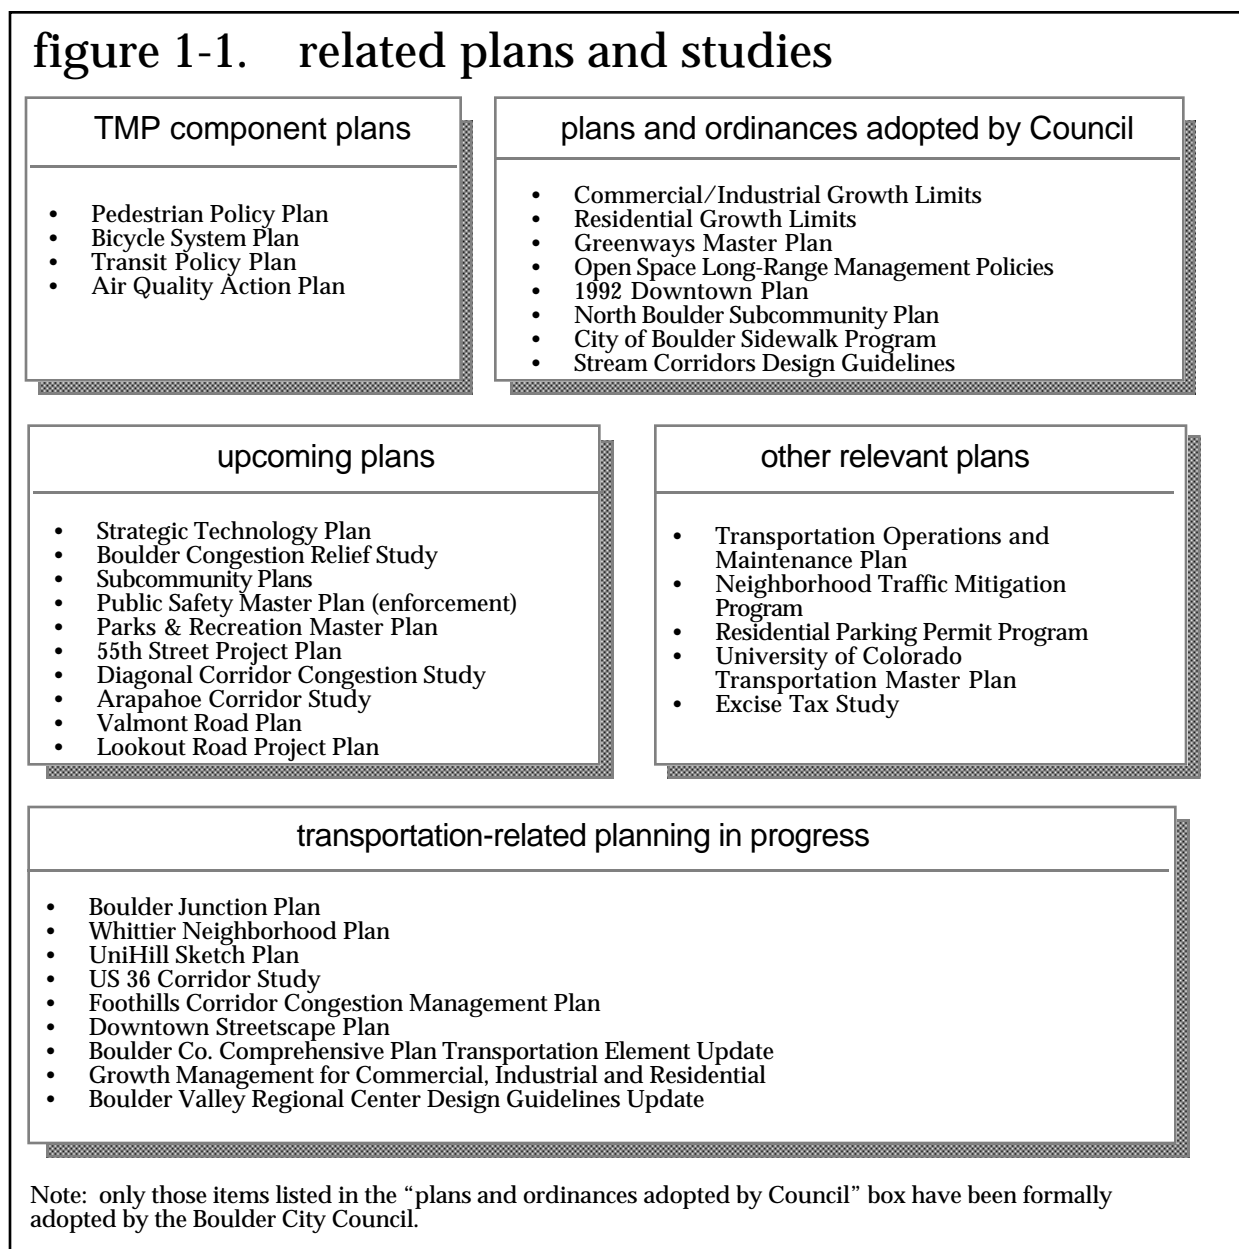 figure 1-1. related plans and studies
TMP component plans
• Pedestrian Policy Plan
• Bicycle System Plan
• Transit Policy Plan
• Air Quality Action Plan
plans and ordinances adopted by Council
• Commercial/Industrial Growth Limits
• Residential Growth Limits
• Greenways Master Plan
• Open Space Long-Range Management Policies
• 1992 Downtown Plan
• North Boulder Subcommunity Plan
• City of Boulder Sidewalk Program
• Stream Corridors Design Guidelines
upcoming plans
• Strategic Technology Plan
• Boulder Congestion Relief Study
• Subcommunity Plans
• Public Safety Master Plan (enforcement)
• Parks & Recreation Master Plan
• 55th Street Project Plan
• Diagonal Corridor Congestion Study
• Arapahoe Corridor Study
• Valmont Road Plan
• Lookout Road Project Plan
other relevant plans
• Transportation Operations and
Maintenance Plan
• Neighborhood Traffic Mitigation
Program
• Residential Parking Permit Program
• University of Colorado
Transportation Master Plan
• Excise Tax Study
transportation-related planning in progress
• Boulder Junction Plan
• Whittier Neighborhood Plan
• UniHill Sketch Plan
• US 36 Corridor Study
• Foothills Corridor Congestion Management Plan
• Downtown Streetscape Plan
• Boulder Co. Comprehensive Plan Transportation Element Update
• Growth Management for Commercial, Industrial and Residential
• Boulder Valley Regional Center Design Guidelines Update
Note: only those items listed in the “plans and ordinances adopted by Council” box have been formally
adopted by the Boulder City Council.